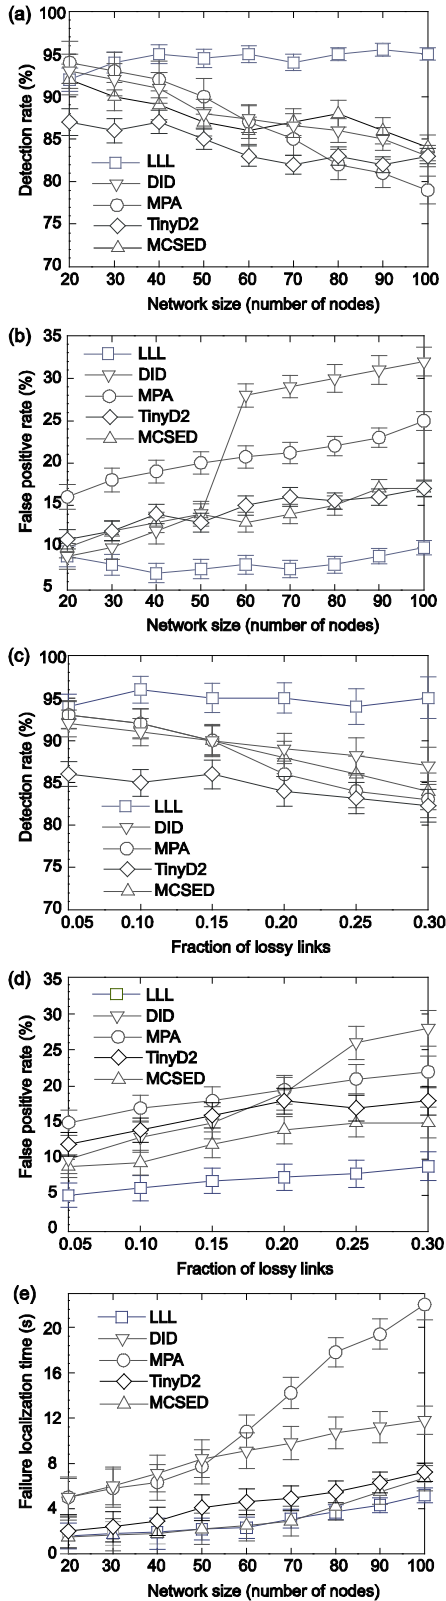 (a)
100
95
90
85
80
75
70
Detection rate (%)
LLL
DID
MPA
TinyD2
MCSED
20 30 40 50 60 70 80 90 100
Network size (number of nodes)
(b)
35
30
25
20
15
10
5
False positive rate (%)
LLL
DID
MPA
TinyD2
MCSED
20 30 40 50 60 70 80 90 100
Network size (number of nodes)
(c)
100
95
90
85
80
75
70
Detection rate (%)
LLL
DID
MPA
TinyD2
MCSED
0.05 0.10 0.15 0.20 0.25 0.30
Fraction of lossy links
(d)
35
30
25
20
15
10
5
0
False positive rate (%)
LLL
DID
MPA
TinyD2
MCSED
0.05 0.10 0.15 0.20 0.25 0.30
Fraction of lossy links
(e)
20
16
12
8
4
0
Failure localization time (s)
LLL
DID
MPA
TinyD2
MCSED
20 30 40 50 60 70 80 90 100
Network size (number of nodes)